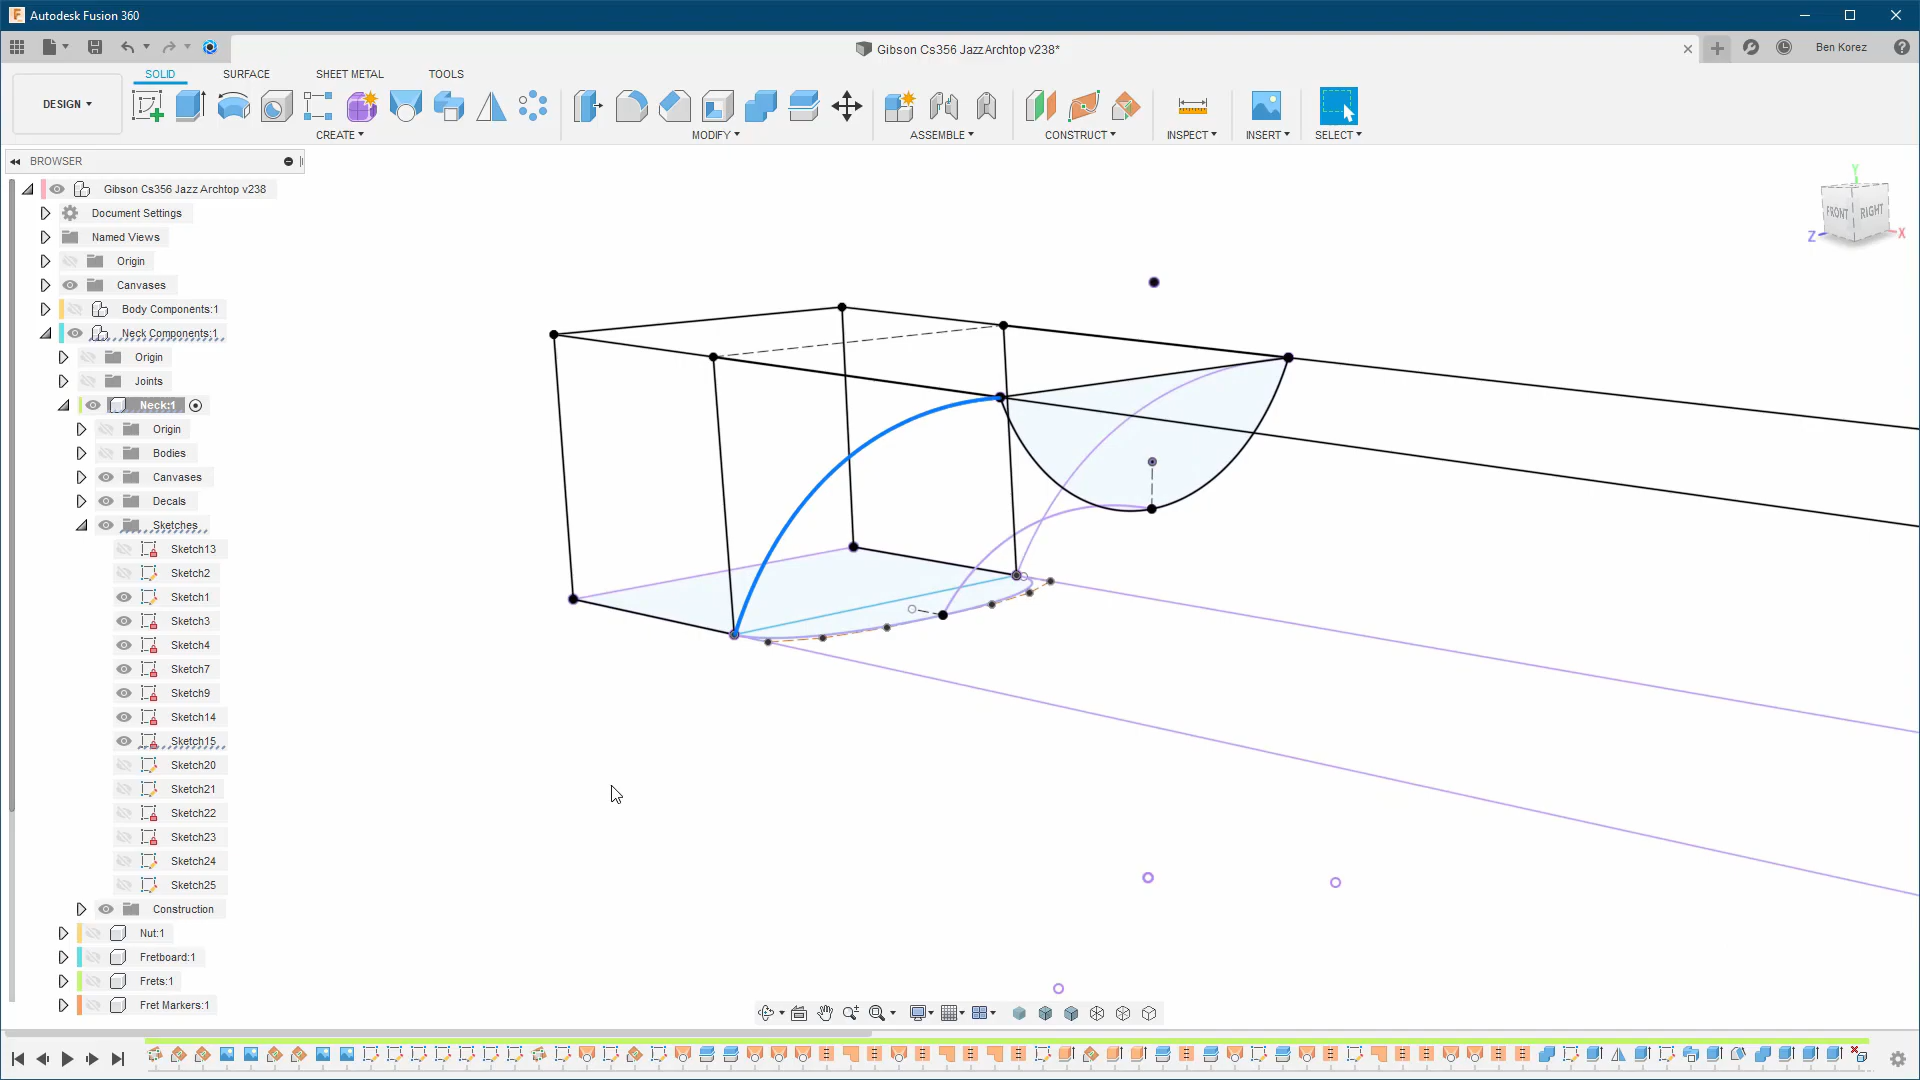 Autodesk Fusion 360
Gibson Cs356 Jazz Archtop v238*
Ben Korez
DESIGN
SOLID
SURFACE
SHEET METAL
TOOLS
CREATE
MODIFY
ASSEMBLE
CONSTRUCT
INSPECT
INSERT
SELECT
BROWSER
Gibson Cs356 Jazz Archtop v238
Document Settings
Named Views
Origin
Canvases
Body Components:1
Neck Components:1
Origin
Joints
Neck:1
Origin
Bodies
Canvases
Decals
Sketches
Sketch13
Sketch2
Sketch1
Sketch3
Sketch4
Sketch7
Sketch9
Sketch14
Sketch15
Sketch20
Sketch21
Sketch22
Sketch23
Sketch24
Sketch25
Construction
Nut:1
Fretboard:1
Frets:1
Fret Markers:1
Y
FRONT
RIGHT
Z
X